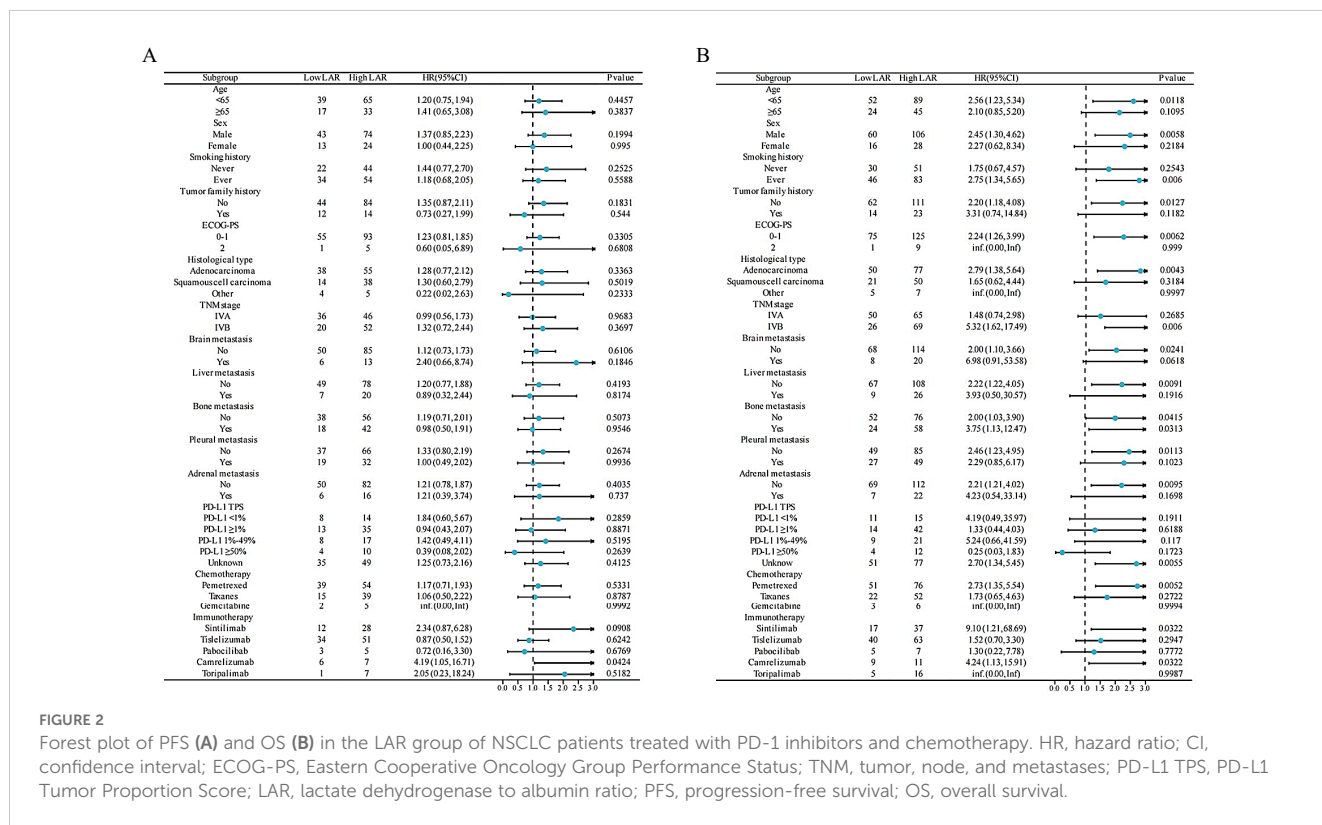 A
Subgroup Low LAR High LAR HR(95%CI) P value
Age
<65 39 65 1.20 (0.75,1.94) 0.4457
≥65 17 33 1.41 (0.65,3.08) 0.3837
Sex
Male 43 74 1.37 (0.85,2.23) 0.1994
Female 13 24 1.00 (0.44,2.25) 0.995
Smoking history
Never 22 44 1.44 (0.77,2.70) 0.2525
Ever 34 54 1.18 (0.68,2.05) 0.5588
Tumor family history
No 44 84 1.35 (0.87,2.11) 0.1831
Yes 12 14 0.73 (0.27,1.99) 0.544
ECOG-PS
0-1 55 93 1.23 (0.81,1.85) 0.3305
2 1 5 0.60 (0.05,6.89) 0.6808
Histological type
Adenocarcinoma 38 55 1.28 (0.77,2.12) 0.3363
Squamous cell carcinoma 14 38 1.30 (0.60,2.79) 0.5019
Other 4 5 0.22 (0.02,2.63) 0.2333
TNM stage
IVA 36 46 0.99 (0.56,1.73) 0.9683
IVB 20 52 1.32 (0.72,2.44) 0.3697
Brain metastasis
No 50 85 1.12 (0.73,1.73) 0.6106
Yes 6 13 2.40 (0.66,8.74) 0.1846
Liver metastasis
No 49 78 1.20 (0.77,1.88) 0.4193
Yes 7 20 0.89 (0.32,2.44) 0.8174
Bone metastasis
No 38 56 1.19 (0.71,2.01) 0.5073
Yes 18 42 0.98 (0.50,1.91) 0.9546
Pleural metastasis
No 37 66 1.33 (0.80,2.19) 0.2674
Yes 19 32 1.00 (0.49,2.02) 0.9936
Adrenal metastasis
No 50 82 1.21 (0.78,1.87) 0.4035
Yes 6 16 1.21 (0.39,3.74) 0.737
PD-L1 TPS
PD-L1 <1% 8 14 1.84 (0.60,5.67) 0.2859
PD-L1 ≥1% 13 35 0.94 (0.43,2.07) 0.8871
PD-L1 1%-49% 8 17 1.42 (0.49,4.11) 0.5195
PD-L1 ≥50% 4 10 0.39 (0.08,2.02) 0.2639
Unknown 35 49 1.25 (0.73,2.16) 0.4125
Chemotherapy
Pemetrexed 39 54 1.17 (0.71,1.93) 0.5331
Taxanes 15 39 1.06 (0.50,2.22) 0.8787
Gemcitabine 2 5 inf. (0.00,Inf) 0.9992
Immunotherapy
Sintilimab 12 28 2.34 (0.87,6.28) 0.0908
Tislelizumab 34 51 0.87 (0.50,1.52) 0.6242
Pabocilibab 3 5 0.72 (0.16,3.30) 0.6769
Camrelizumab 6 7 4.19 (1.05,16.71) 0.0424
Toripalimab 1 7 2.05 (0.23,18.24) 0.5182
0.0 0.5 1.0 1.5 2.0 2.5 3.0
B
Subgroup Low LAR High LAR HR(95%CI) P value
Age
<65 52 89 2.56 (1.23,5.34) 0.0118
≥65 24 45 2.10 (0.85,5.20) 0.1095
Sex
Male 60 106 2.45 (1.30,4.62) 0.0058
Female 16 28 2.27 (0.62,8.34) 0.2184
Smoking history
Never 30 51 1.75 (0.67,4.57) 0.2543
Ever 46 83 2.75 (1.34,5.65) 0.006
Tumor family history
No 62 111 2.20 (1.18,4.08) 0.0127
Yes 14 23 3.31 (0.74,14.84) 0.1182
ECOG-PS
0-1 75 125 2.24 (1.26,3.99) 0.0062
2 1 9 inf. (0.00,Inf) 0.999
Histological type
Adenocarcinoma 50 77 2.79 (1.38,5.64) 0.0043
Squamous cell carcinoma 21 50 1.65 (0.62,4.44) 0.3184
Other 5 7 inf. (0.00,Inf) 0.9997
TNM stage
IVA 50 65 1.48 (0.74,2.98) 0.2685
IVB 26 69 5.32 (1.62,17.49) 0.006
Brain metastasis
No 68 114 2.00 (1.10,3.66) 0.0241
Yes 8 20 6.98 (0.91,53.58) 0.0618
Liver metastasis
No 67 108 2.22 (1.22,4.05) 0.0091
Yes 9 26 3.93 (0.50,30.57) 0.1916
Bone metastasis
No 52 76 2.00 (1.03,3.90) 0.0415
Yes 24 58 3.75 (1.13,12.47) 0.0313
Pleural metastasis
No 49 85 2.46 (1.23,4.95) 0.0113
Yes 27 49 2.29 (0.85,6.17) 0.1023
Adrenal metastasis
No 69 112 2.21 (1.21,4.02) 0.0095
Yes 7 22 4.23 (0.54,33.14) 0.1698
PD-L1 TPS
PD-L1 <1% 11 15 4.19 (0.49,35.97) 0.1911
PD-L1 ≥1% 14 42 1.33 (0.44,4.03) 0.6188
PD-L1 1%-49% 9 21 5.24 (0.66,41.59) 0.117
PD-L1 ≥50% 4 12 0.25 (0.03,1.83) 0.1723
Unknow 51 77 2.70 (1.34,5.45) 0.0055
Chemotherapy
Pemetrexed 51 76 2.73 (1.35,5.54) 0.0052
Taxanes 22 52 1.73 (0.65,4.63) 0.2722
Gemcitabine 3 6 inf. (0.00,Inf) 0.9994
Immunotherapy
Sintilimab 17 37 9.10 (1.21,68.69) 0.0322
Tislelizumab 40 63 1.52 (0.70,3.30) 0.2947
Pabocilibab 5 7 1.30 (0.22,7.78) 0.7772
Camrelizumab 9 11 4.24 (1.13,15.91) 0.0322
Toripalimab 5 16 inf. (0.00,Inf) 0.9987
0.0 0.5 1.0 1.5 2.0 2.5 3.0
FIGURE 2
Forest plot of PFS (A) and OS (B) in the LAR group of NSCLC patients treated with PD-1 inhibitors and chemotherapy. HR, hazard ratio; CI,
confidence interval; ECOG-PS, Eastern Cooperative Oncology Group Performance Status; TNM, tumor, node, and metastases; PD-L1 TPS, PD-L1
Tumor Proportion Score; LAR, lactate dehydrogenase to albumin ratio; PFS, progression-free survival; OS, overall survival.